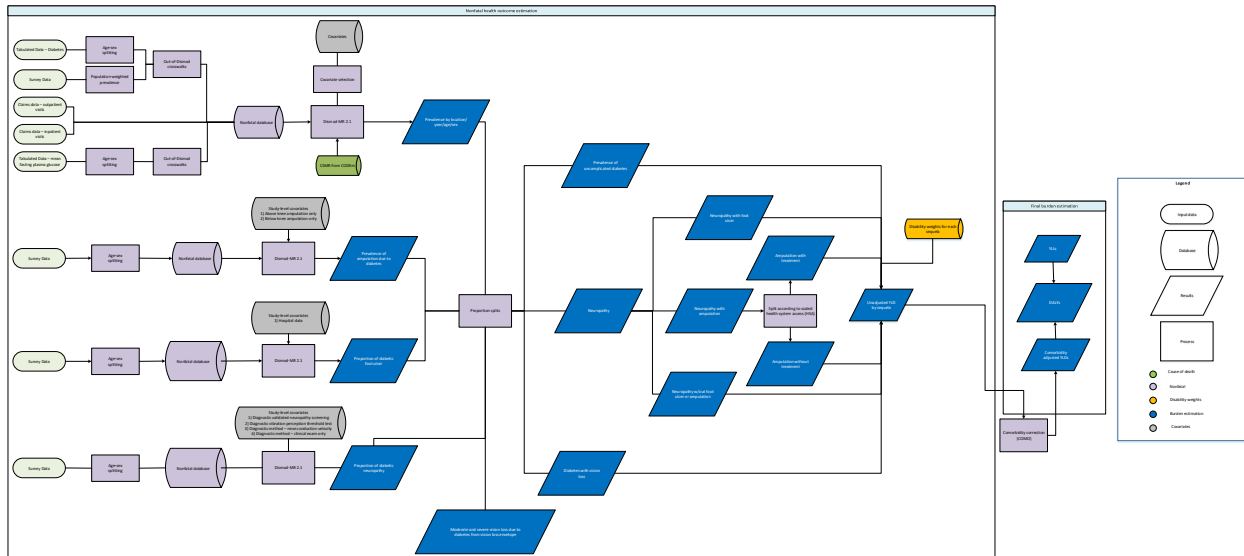 Nonfatal health outcome estimation
Tabulated Data – Diabetes
Age-sex
splitting
Out-of-Dismod
crosswalks
Survey Data
Population-weighted
prevalence
Claims data – outpatient
visits
Claims data – inpatient
visits
Tabulated Data – mean
fasting plasma glucose
Age-sex
splitting
Out-of-Dismod
crosswalks
Nonfatal database
Covariates
Covariate selection
Dismod-MR 2.1
CSMR from CODEm
Prevalence by location/
year/age/sex
Survey Data
Age-sex
splitting
Nonfatal database
Study-level covariates
1) Above knee amputation only
2) Below knee amputation only
Dismod-MR 2.1
Prevalence
of amputation due to
diabetes
Survey Data
Age-sex
splitting
Nonfatal database
Study-level covariates
1) Hospital data
Dismod-MR 2.1
Proportion of diabetic
foot ulcer
Survey Data
Age-sex
splitting
Nonfatal database
Study-level covariates
1) Diagnostic validated neuropathy screening
2) Diagnostic vibration perception threshold test
3) Diagnostic method – nerve conduction velocity
4) Diagnostic method – clinical exam only
Dismod-MR 2.1
Proportion of diabetic
neuropathy
Moderate and severe vision loss due to
diabetes from vision loss envelope
Proportion splits
Prevalence of
uncomplicated diabetes
Neuropathy
Diabetes with vision
loss
Neuropathy with foot
ulcer
Neuropathy with
amputation
Neuropathy w/out foot
ulcer or amputation
Amputation with
treatment
Split according to scaled
health system access (HSA)
Amputation without
treatment
Disability weights for each
sequela
Unadjusted YLD
by sequela
Comorbidity correction
(COMO)
Final burden estimation
YLLs
DALYs
Comorbidity
adjusted YLDs
Legend
Input data
Database
Results
Process
Cause of death
Nonfatal
Disability weights
Burden estimation
Covariates